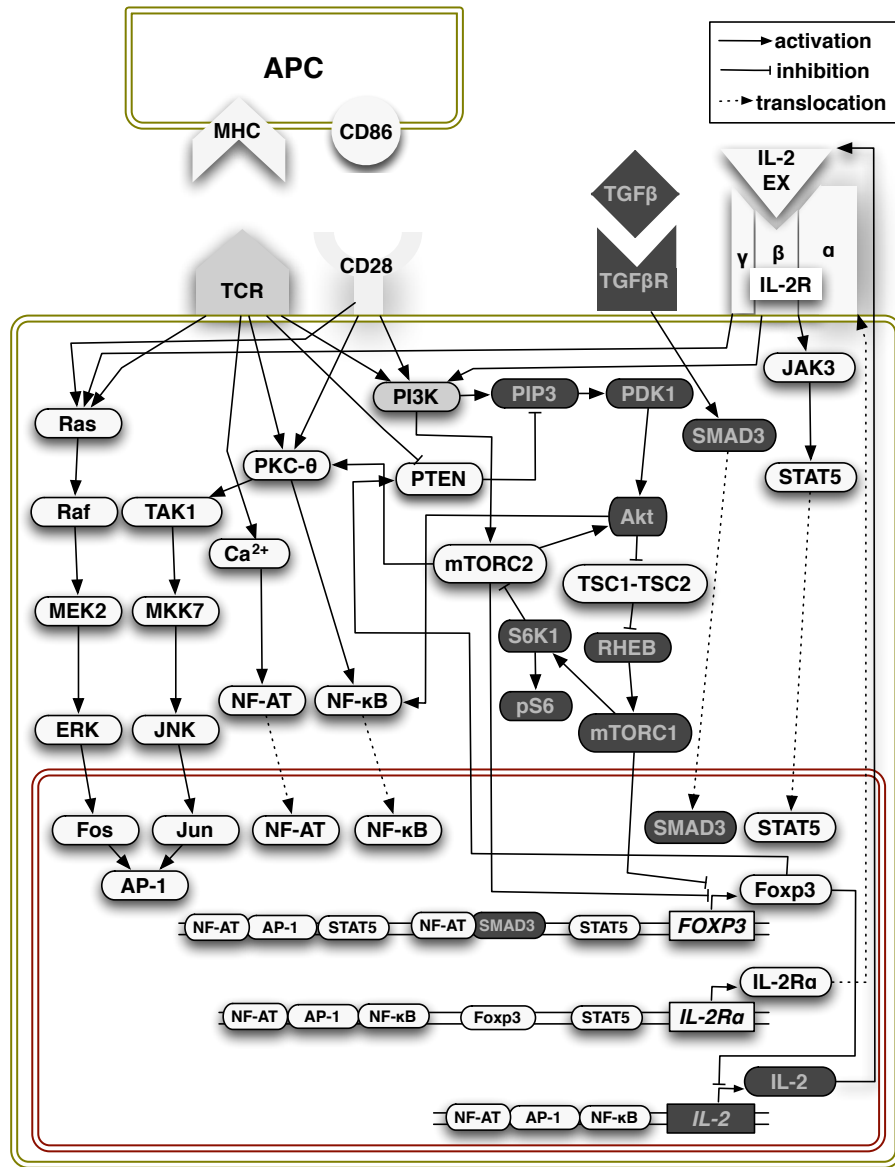 APC
MHC
CD86
activation
inhibition
translocation
IL-2
EX
TGFβ
γ
β
α
TGFβR
IL-2R
TCR
CD28
JAK3
PI3K
PIP3
PDK1
Ras
SMAD3
PKC-θ
PTEN
STAT5
Raf
TAK1
Akt
Ca2+
mTORC2
TSC1-TSC2
MEK2
MKK7
S6K1
RHEB
NF-AT
NF-κB
pS6
ERK
JNK
mTORC1
Fos
Jun
NF-AT
NF-κB
SMAD3
STAT5
AP-1
Foxp3
NF-AT
AP-1
STAT5
NF-AT
SMAD3
STAT5
FOXP3
IL-2Rα
NF-AT
AP-1
NF-κB
Foxp3
STAT5
IL-2Rα
IL-2
NF-AT
AP-1
NF-κB
IL-2